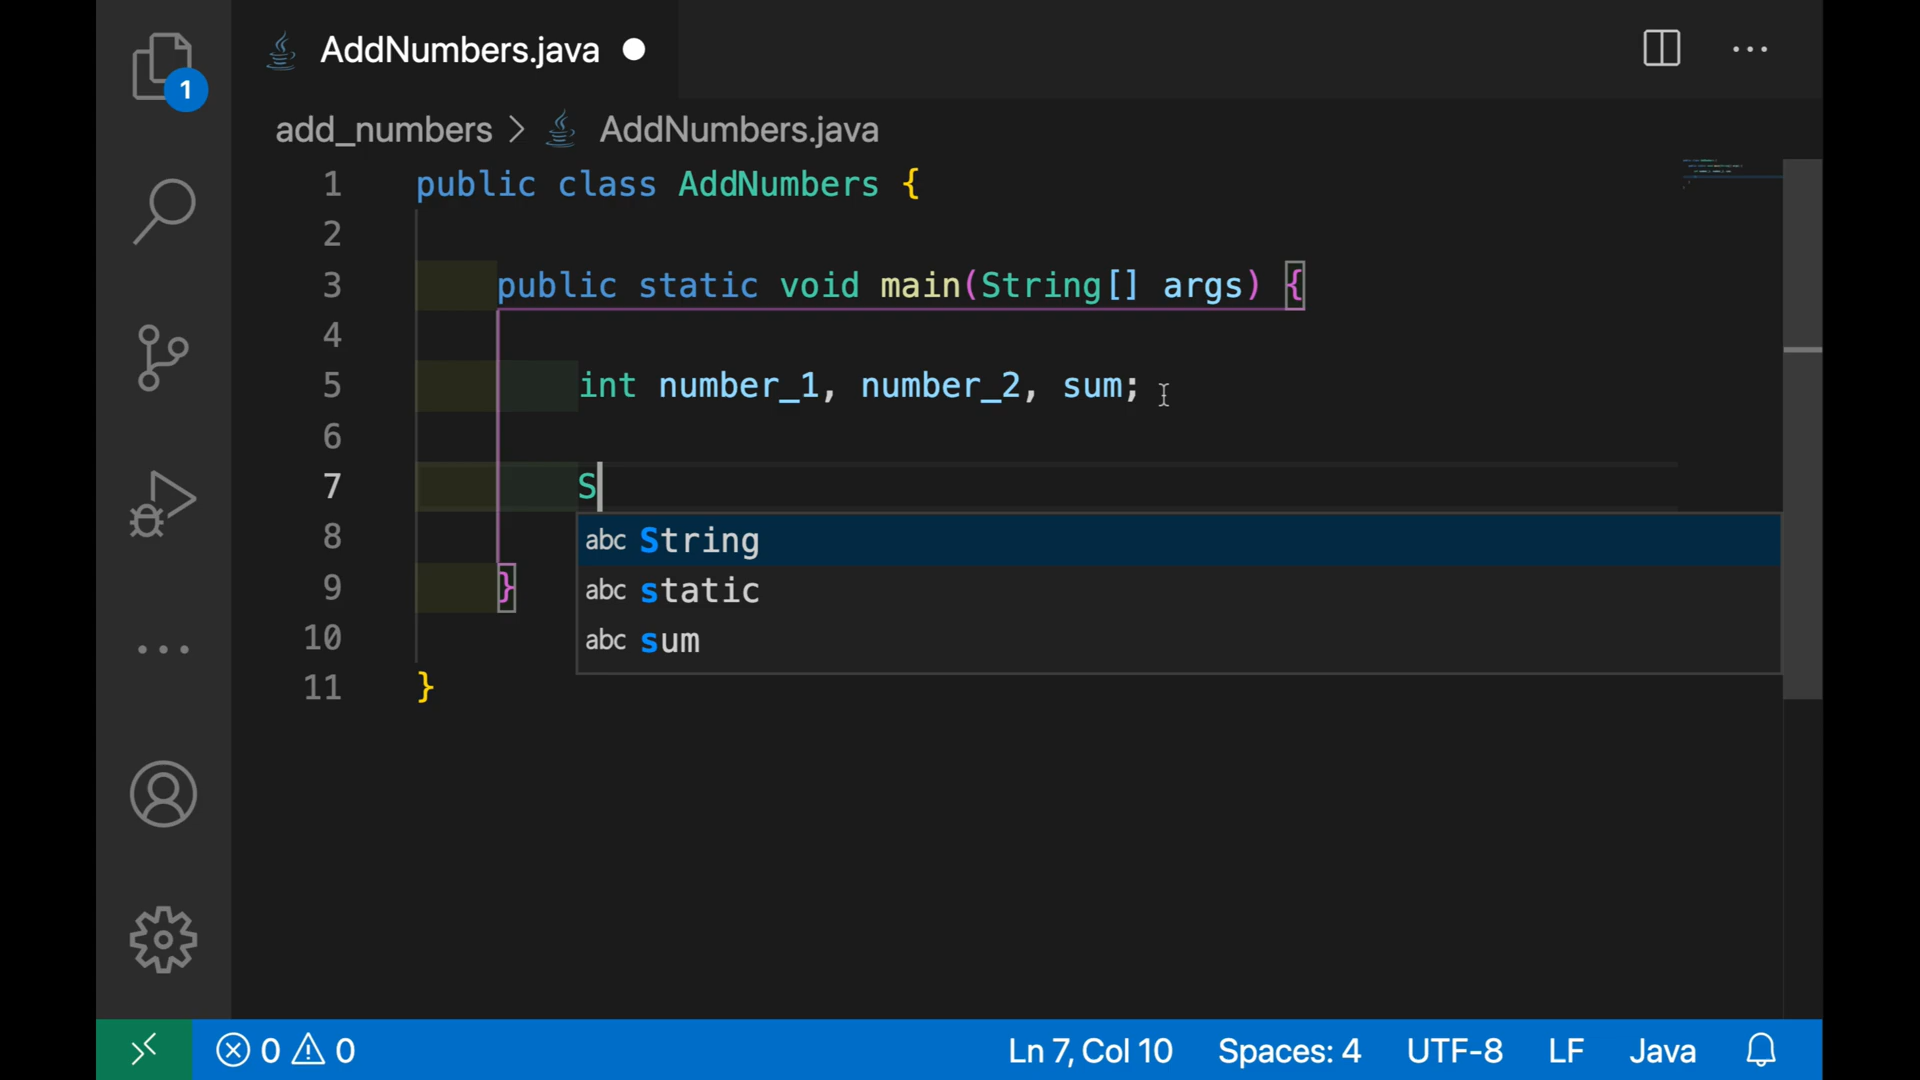 AddNumbers.java
1
add_numbers > AddNumbers.java
1 public class AddNumbers {
2
3 public static void main(String[] args) {
4
5 int number_1, number_2, sum;
6
7 S
abc String
8
abc static
9 }
abc sum
10
11 }
0 0 Ln 7, Col 10 Spaces: 4 UTF-8 LF Java